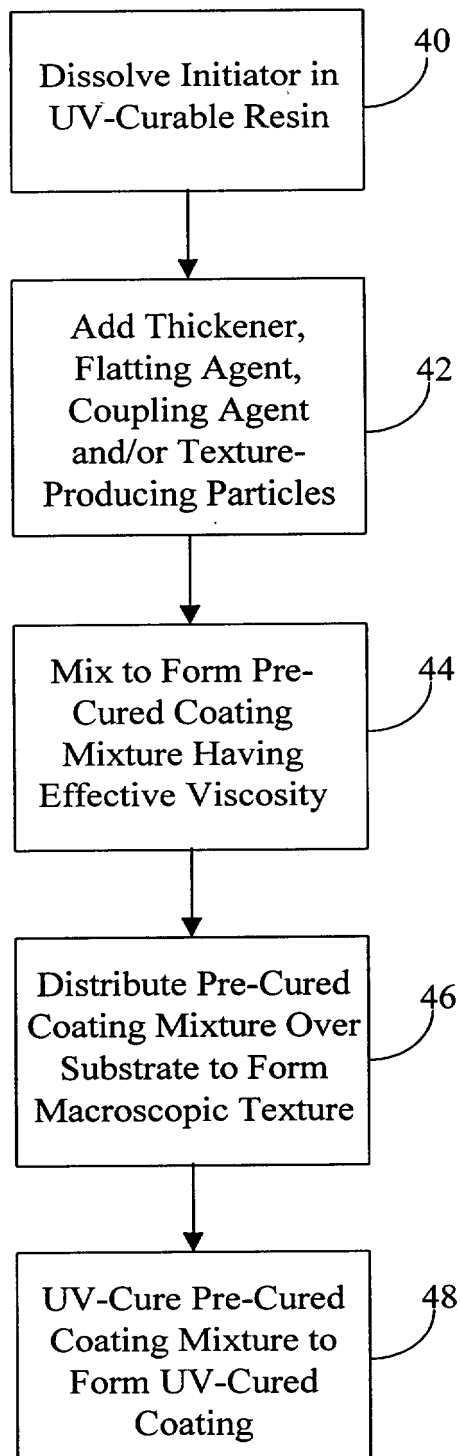 40
Dissolve Initiator in
UV-Curable Resin
Add Thickener,
Flatting Agent,
42
Coupling Agent
and/or Texture-
Producing Particles
Mix to Form Pre-
44
Cured Coating
Mixture Having
Effective Viscosity
Distribute Pre-Cured
46
Coating Mixture Over
Substrate to Form
Macroscopic Texture
UV-Cure Pre-Cured
48
Coating Mixture to
Form UV-Cured
Coating